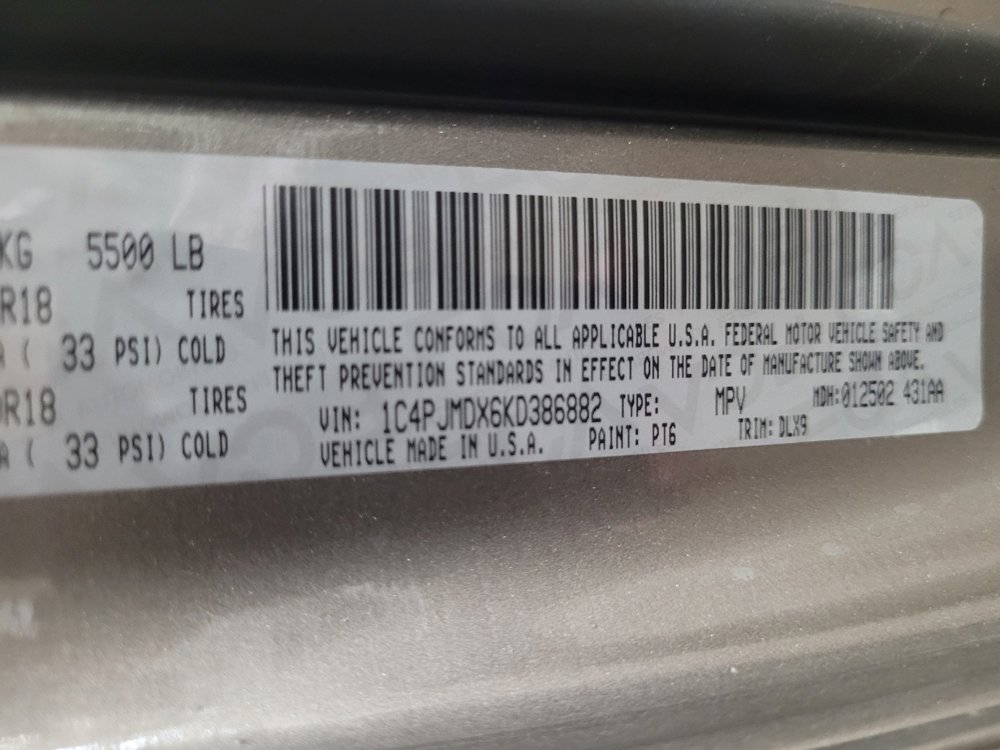 KG 5500 LB
R18 TIRES
( 33 PSI) COLD
R18 TIRES
( 33 PSI) COLD
THIS VEHICLE CONFORMS TO ALL APPLICABLE U.S.A. FEDERAL MOTOR VEHICLE SAFETY AND
THEFT PREVENTION STANDARDS IN EFFECT ON THE DATE OF MANUFACTURE SHOWN ABOVE.
VIN: 1C4PJMDX6KD386882 TYPE: MPV MDH:012502 431AA
VEHICLE MADE IN U.S.A. PAINT: PT6 TRIM: DLX9